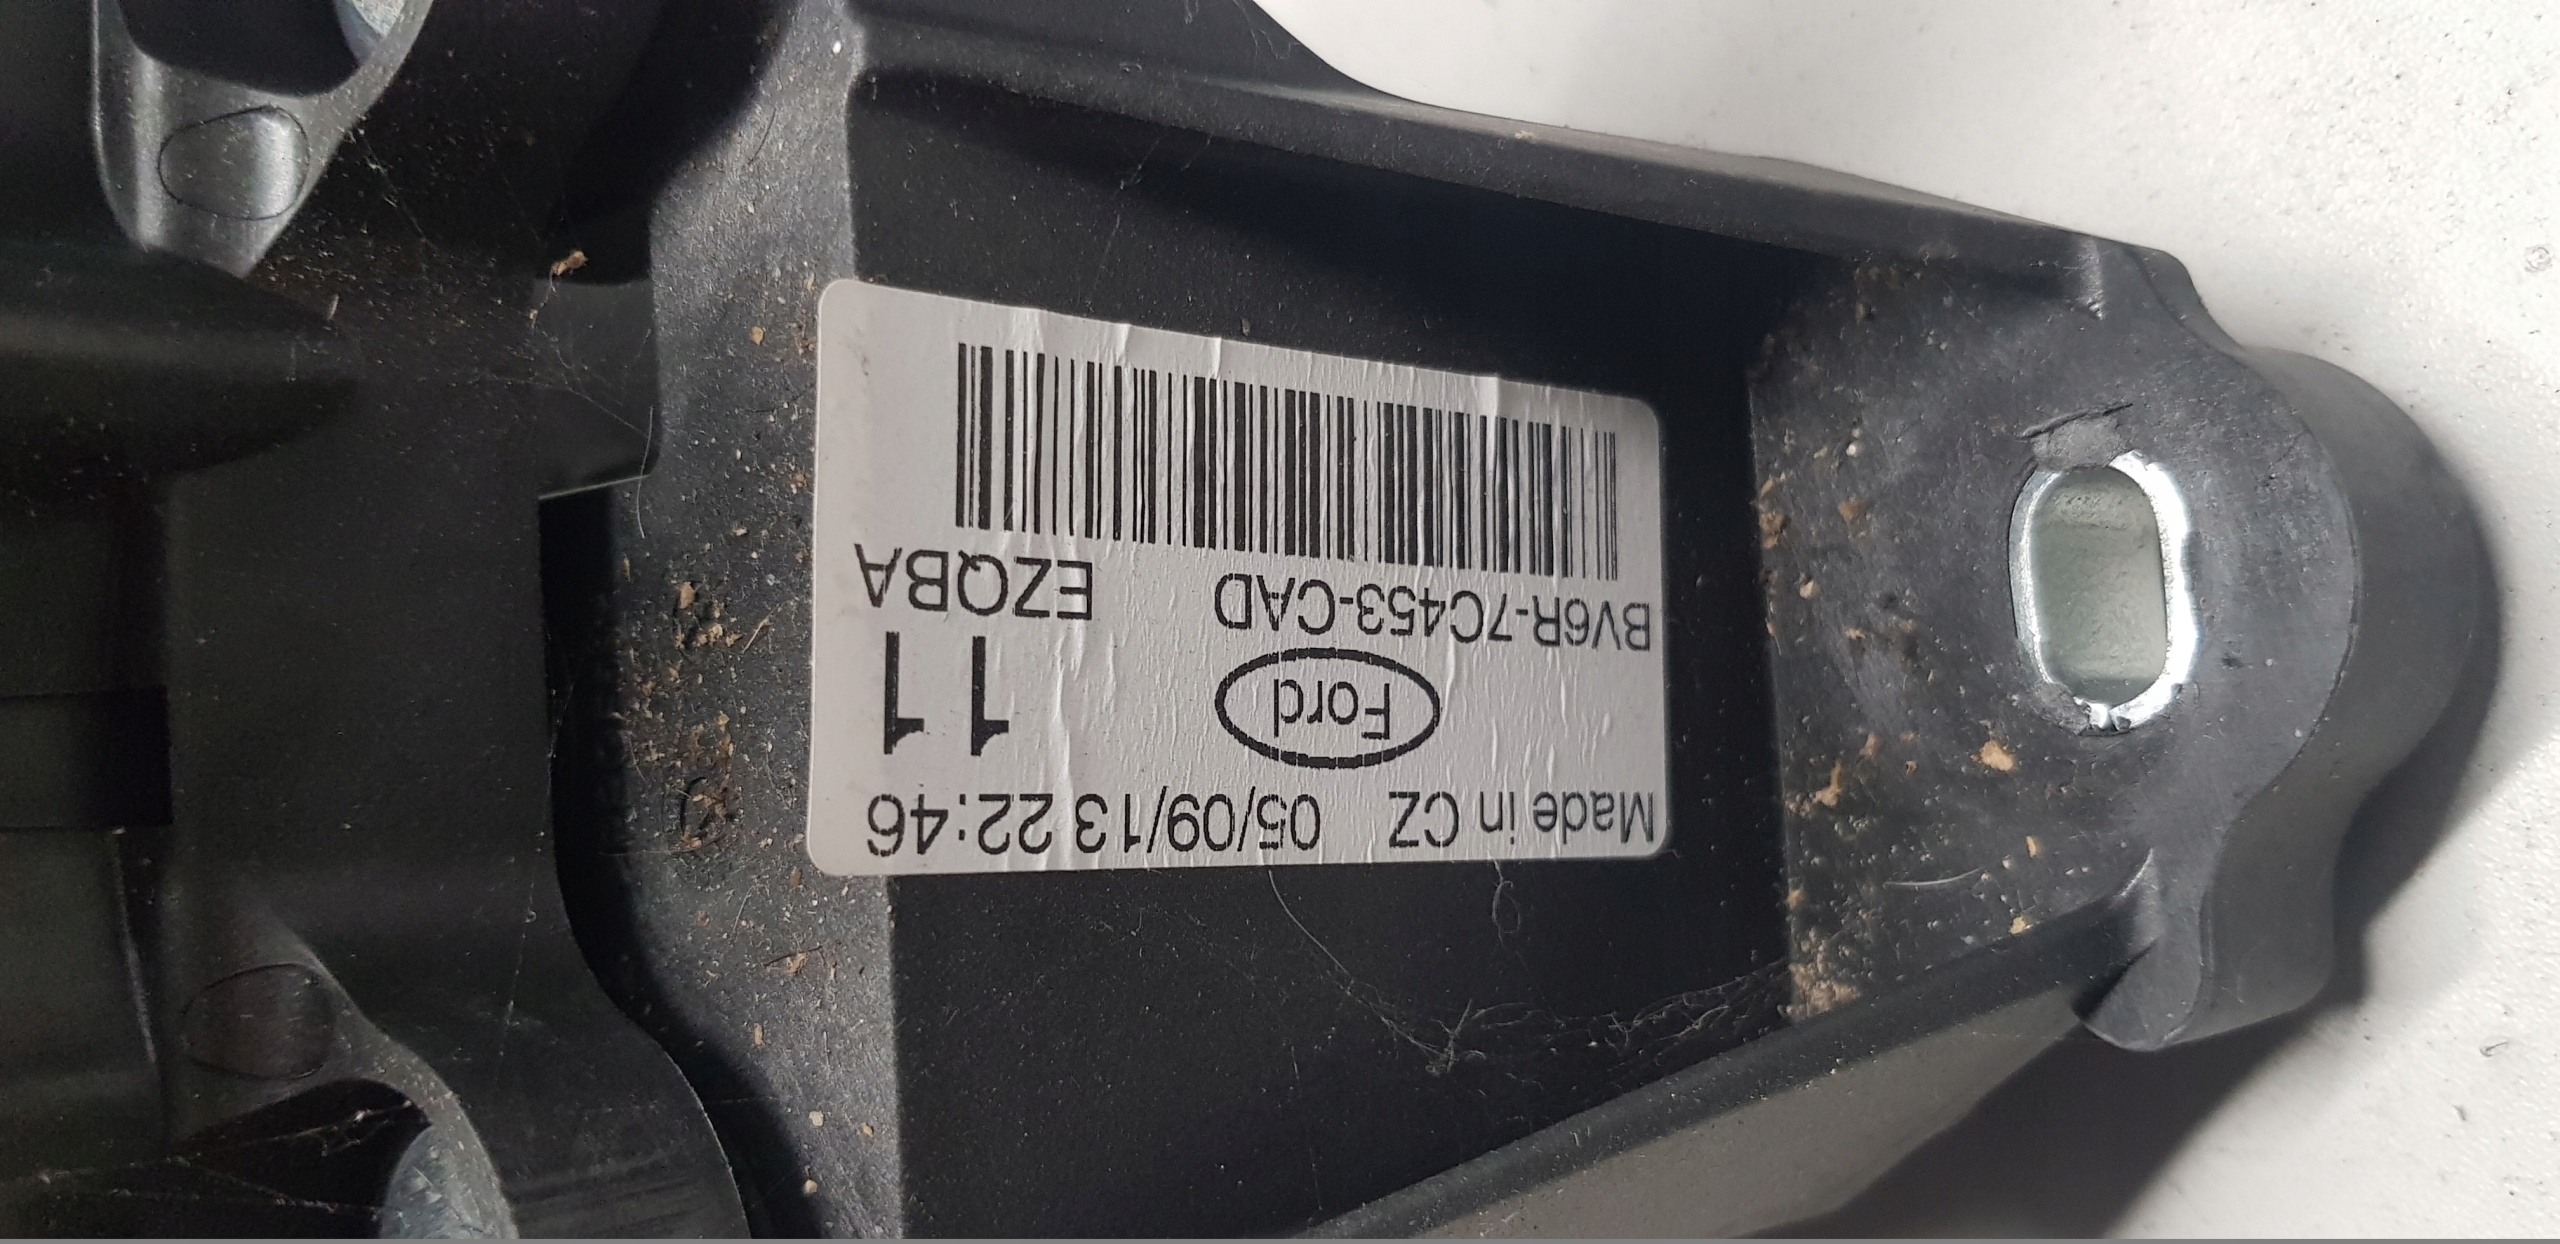 Made in CZ 05/09/13 22:46
Ford 11
BV6R-7C453-CAD EZQBA